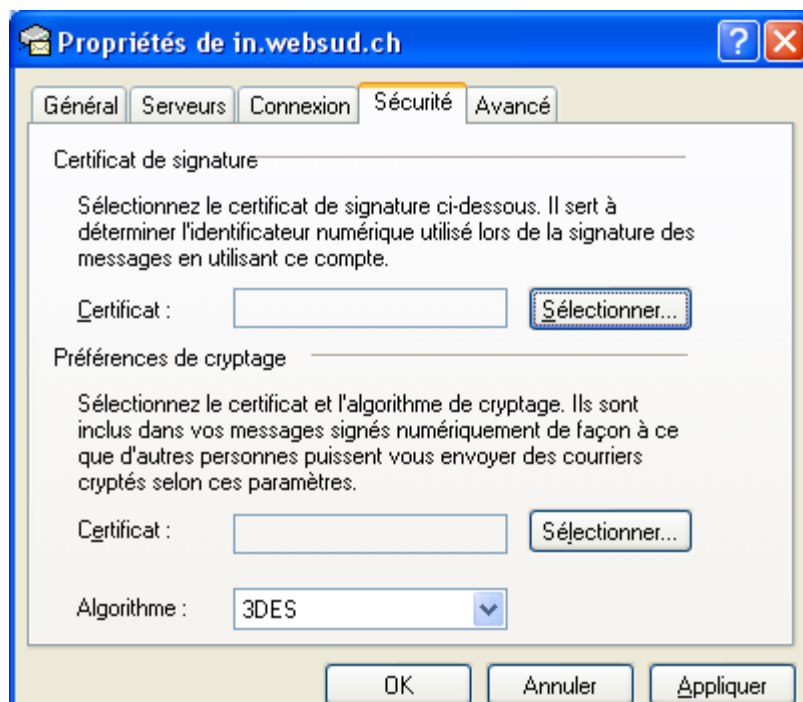 Propriétés de in.websud.ch
Général Serveurs Connexion Sécurité Avancé
Certificat de signature
Sélectionnez le certificat de signature ci-dessous. Il sert à
déterminer l'identificateur numérique utilisé lors de la signature des
messages en utilisant ce compte.
Certificat : Sélectionner...
Préférences de cryptage
Sélectionnez le certificat et l'algorithme de cryptage. Ils sont
inclus dans vos messages signés numériquement de façon à ce
que d'autres personnes puissent vous envoyer des courriers
cryptés selon ces paramètres.
Certificat : Sélectionner...
Algorithme : 3DES
OK Annuler Appliquer